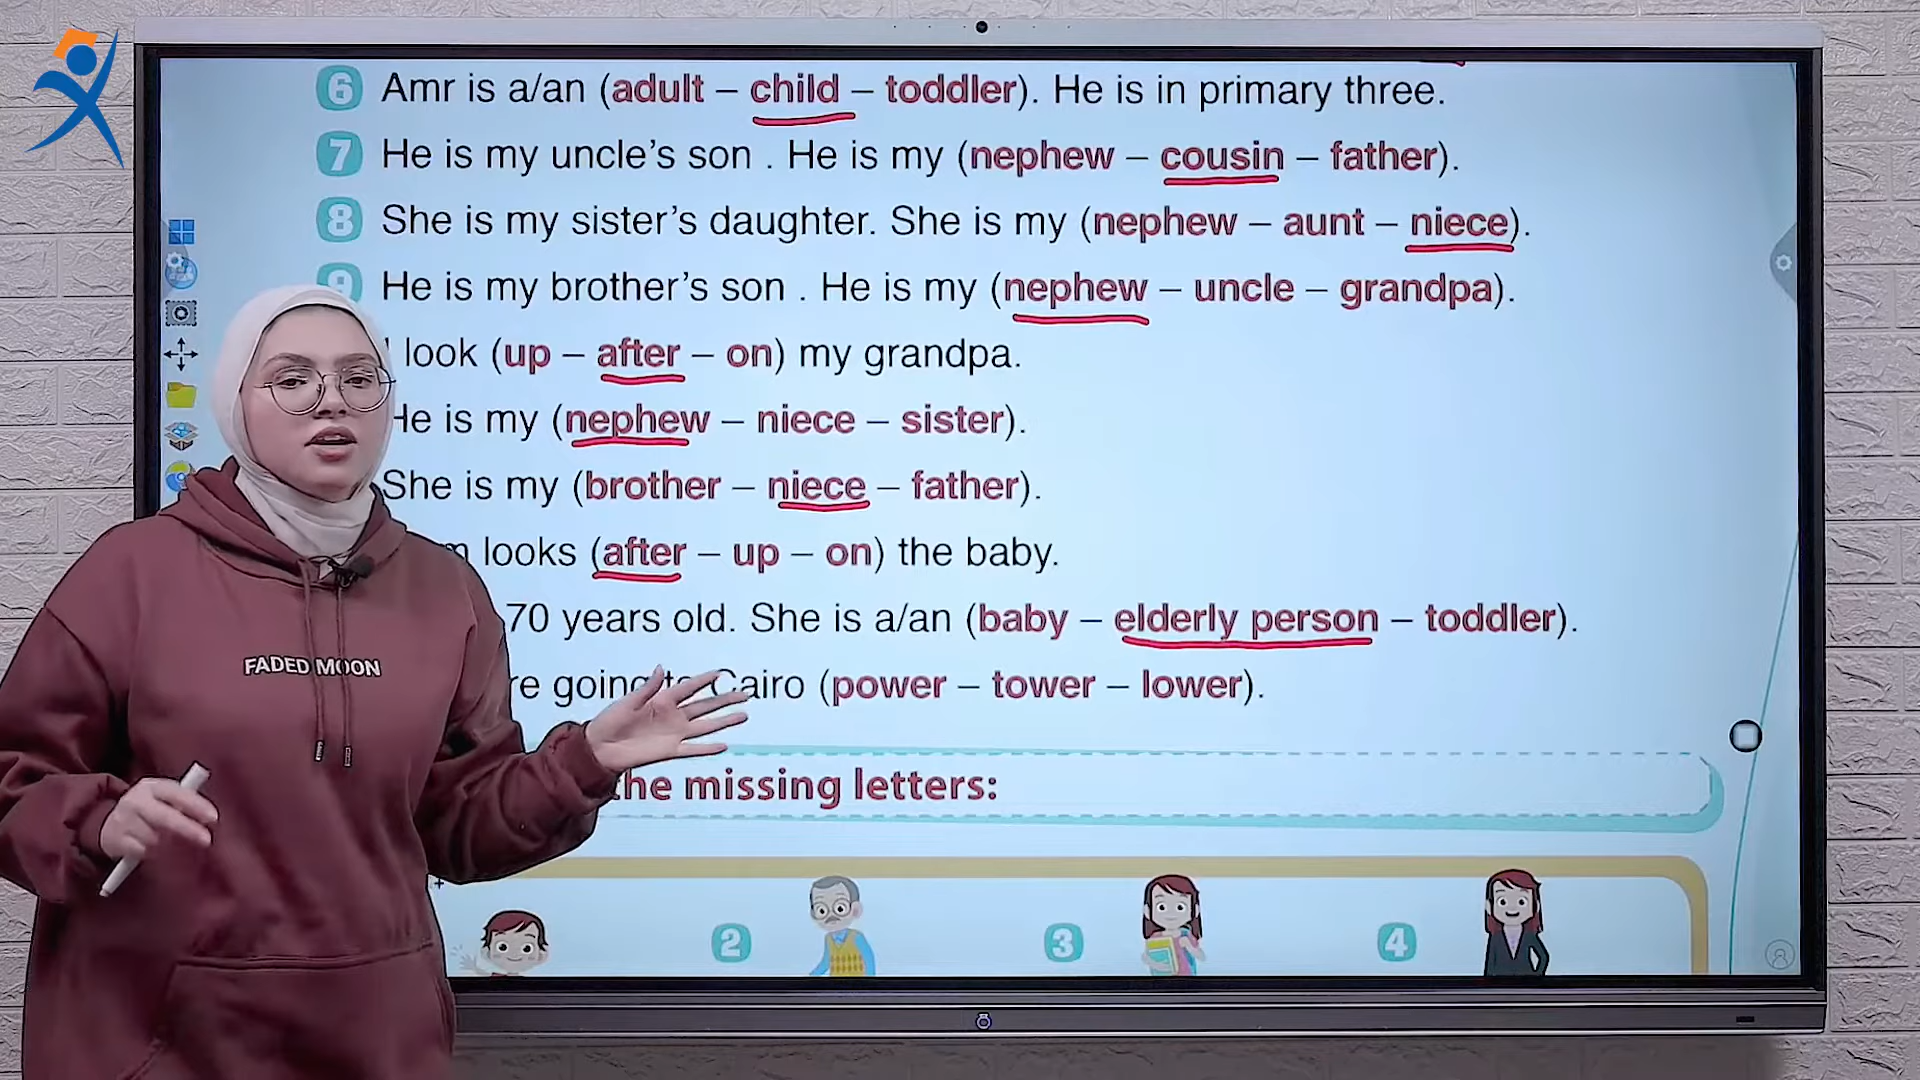 6 Amr is a/an (adult – child – toddler). He is in primary three.
7 He is my uncle's son . He is my (nephew – cousin – father).
8 She is my sister's daughter. She is my (nephew – aunt – niece).
9 He is my brother's son . He is my (nephew – uncle – grandpa).
I look (up – after – on) my grandpa.
He is my (nephew – niece – sister).
She is my (brother – niece – father).
looks (after – up – on) the baby.
70 years old. She is a/an (baby – elderly person – toddler).
going to Cairo (power – tower – lower).
the missing letters:
2 3 4
FADED MOON